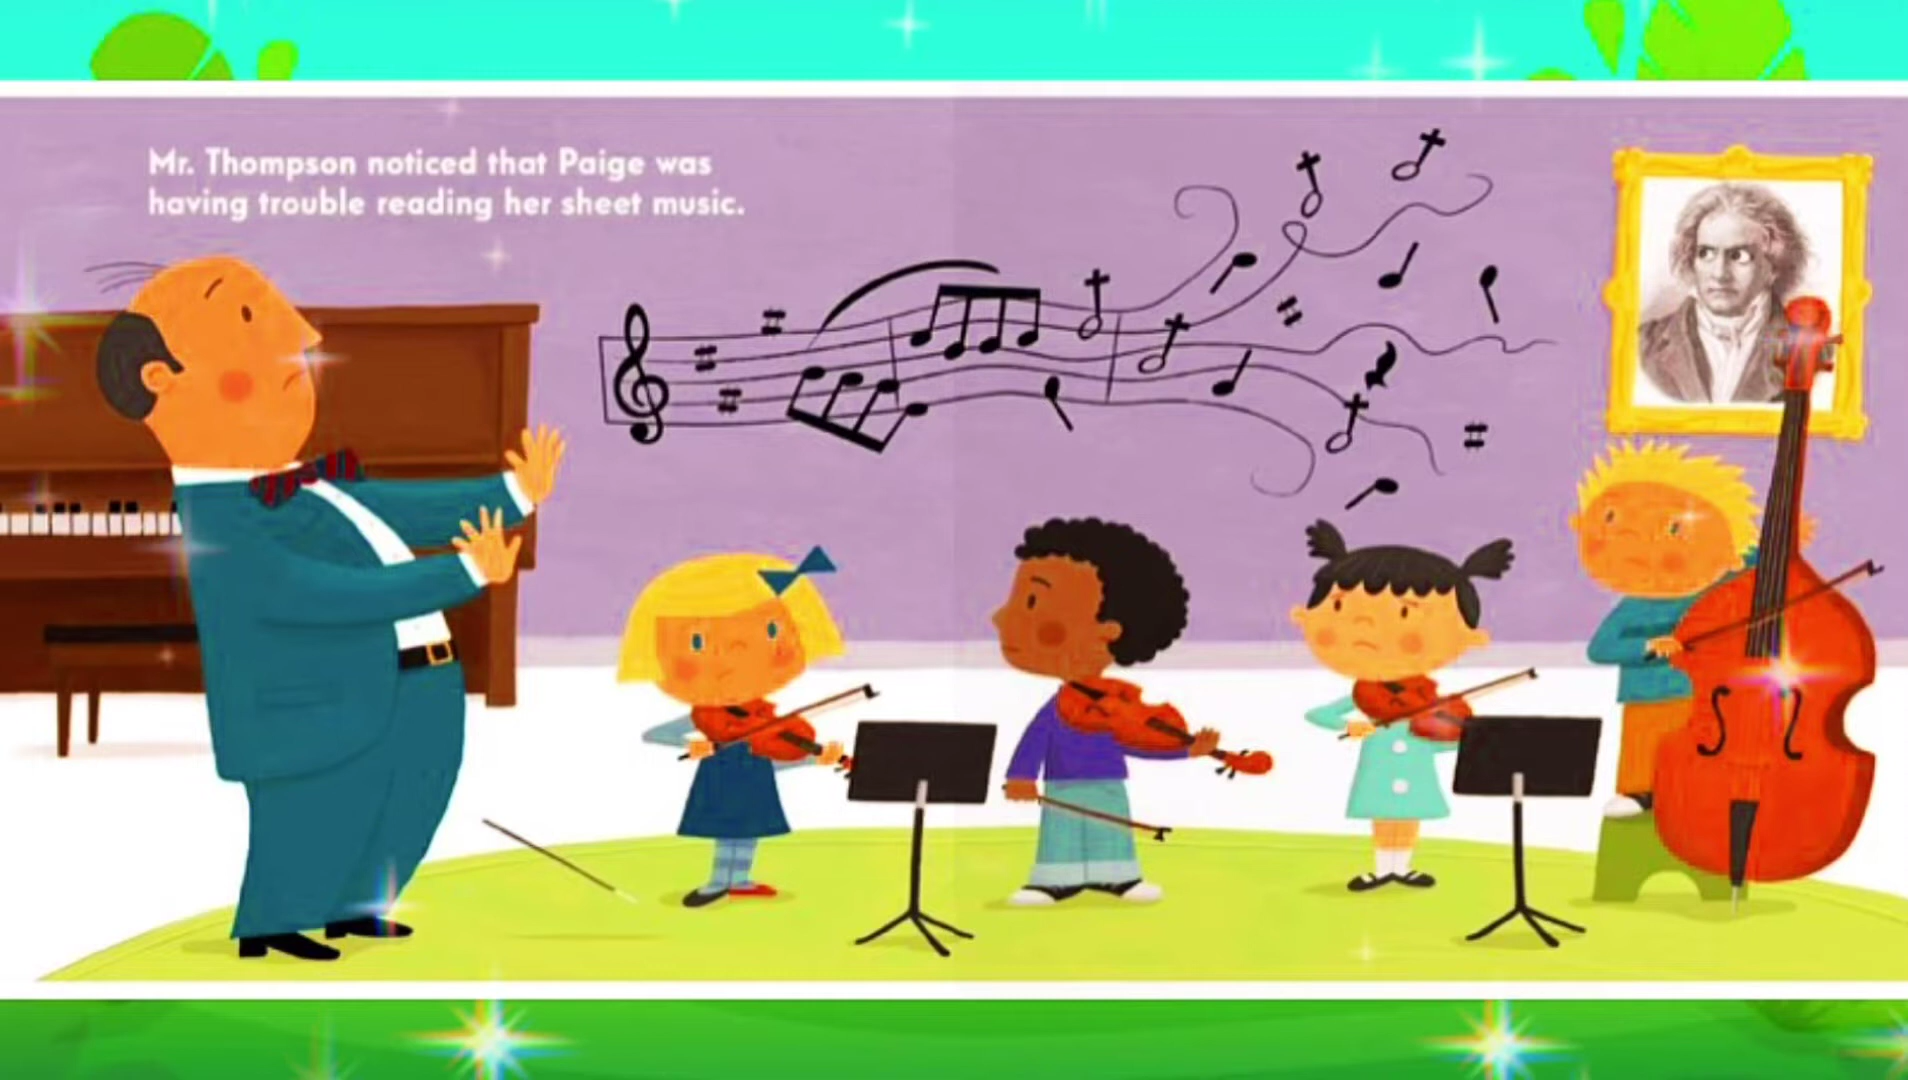 Mr. Thompson noticed that Paige was
having trouble reading her sheet music.